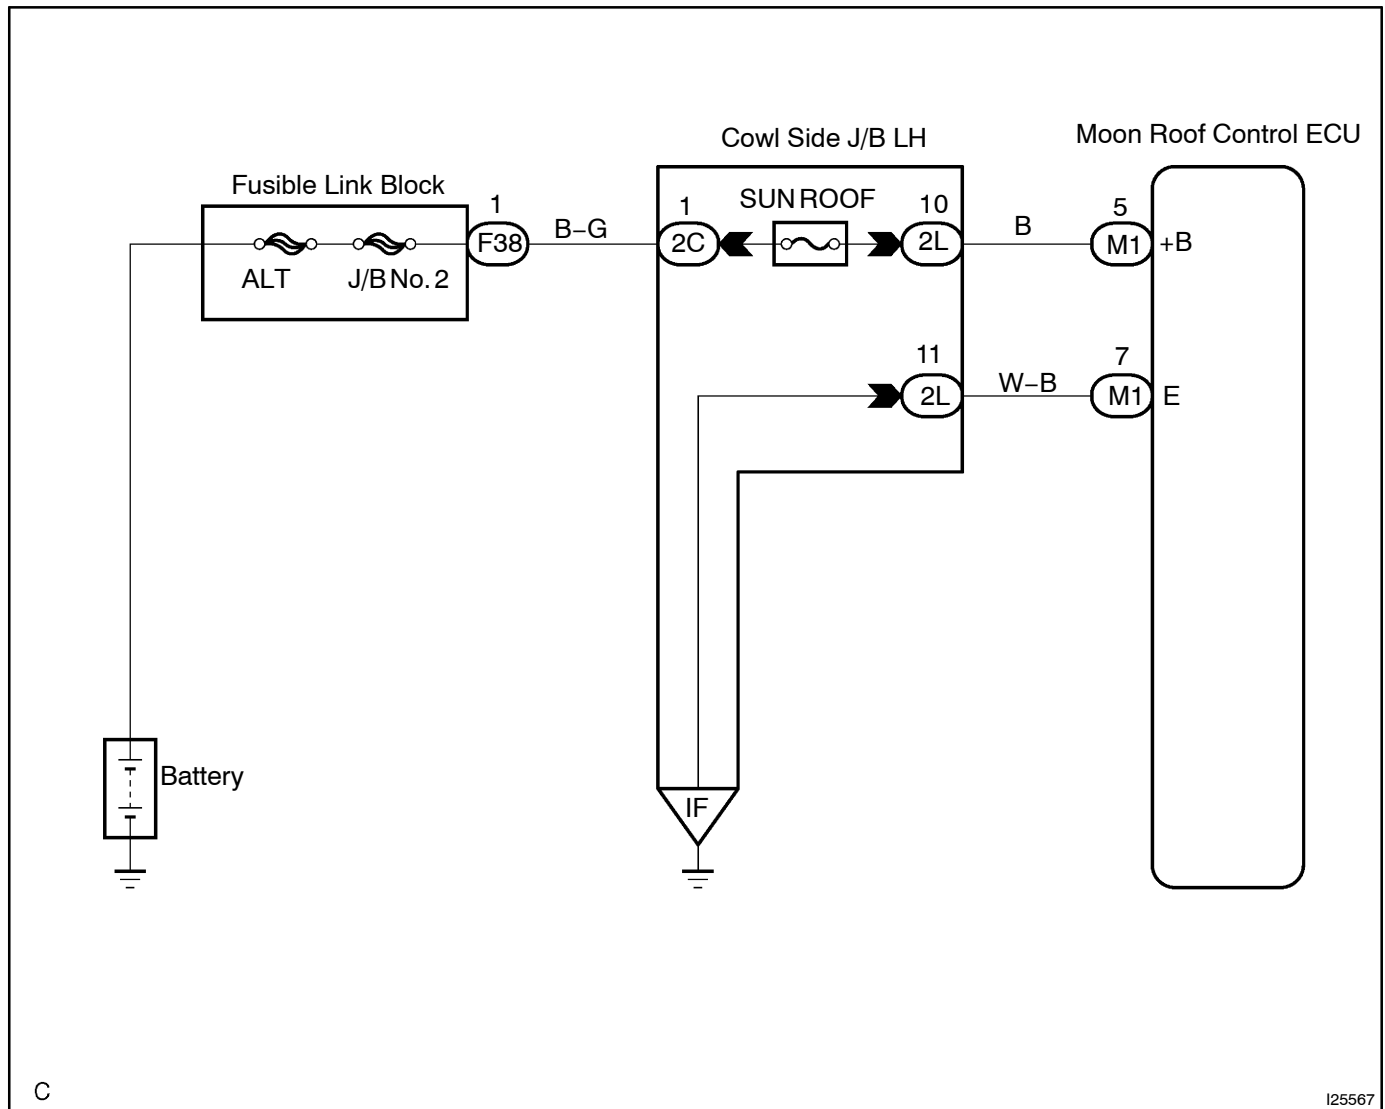 Cowl Side J/B LH
Moon Roof Control ECU
Fusible Link Block
SUN ROOF
1
1
10
5
F38
B–G
2C
2L
B
M1
+B
ALT
J/B No. 2
11
7
2L
W–B
M1
E
Battery
IF
C
I25567